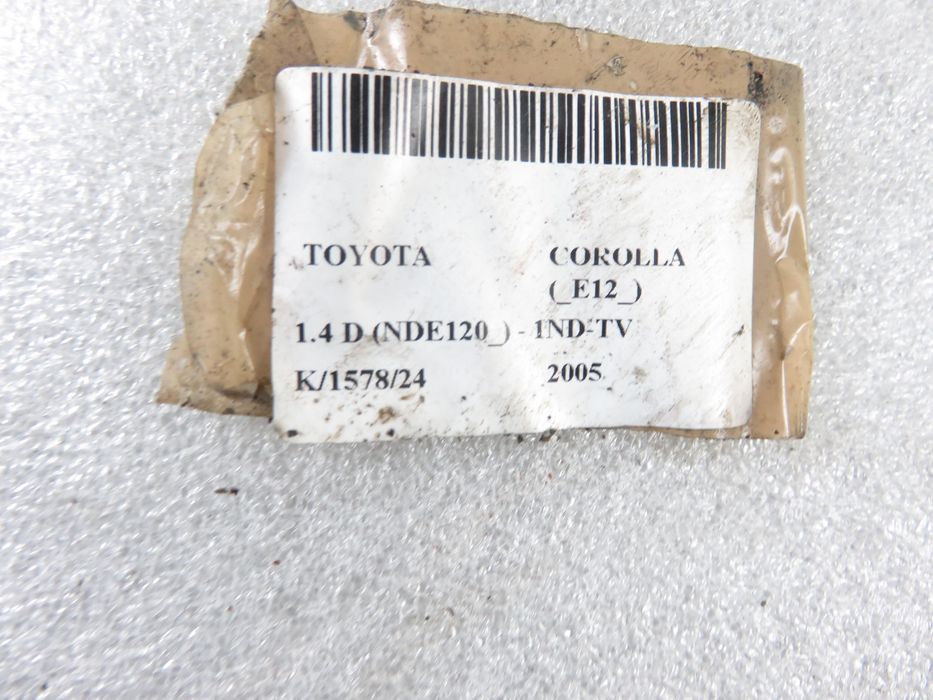 TOYOTA COROLLA
(_E12_)
1.4 D (NDE120_) - 1ND-TV
K/1578/24 2005